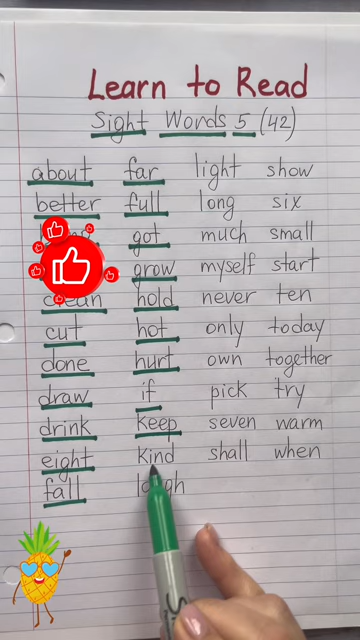 Learn to Read
Sight Words 5 (42)
about far light show
better full long six
got much small
grow myself start
clean hold never ten
cut hot only today
done hurt own together
draw if pick try
drink keep seven warm
eight kind shall when
fall laugh